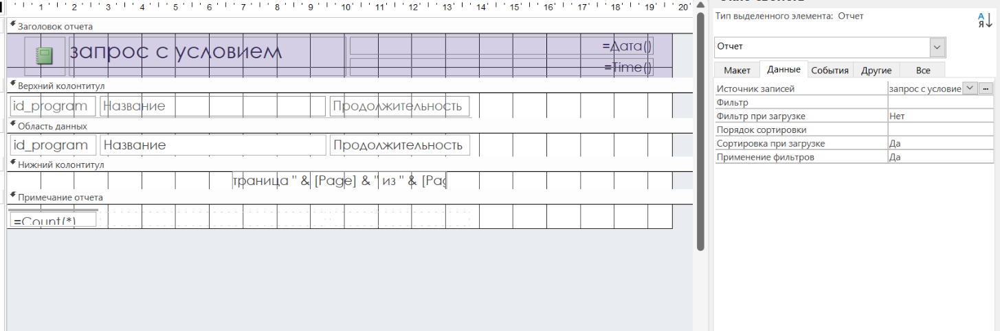 1 2 3 4 5 6 7 8 9 10 11 12 13 14 15 16 17 18 19 20
Заголовок отчета
запрос с условием
=Дата()
=Time()
Верхний колонтитул
id_program Название Продолжительность
Область данных
id_program Название Продолжительность
Нижний колонтитул
траница " & [Page] & " из " & [Pag
Примечание отчета
=Count(*)
Тип выделенного элемента: Отчет
А
Я
Отчет
Макет Данные События Другие Все
Источник записей запрос с условие
Фильтр
Фильтр при загрузке Нет
Порядок сортировки
Сортировка при загрузке Да
Применение фильтров Да